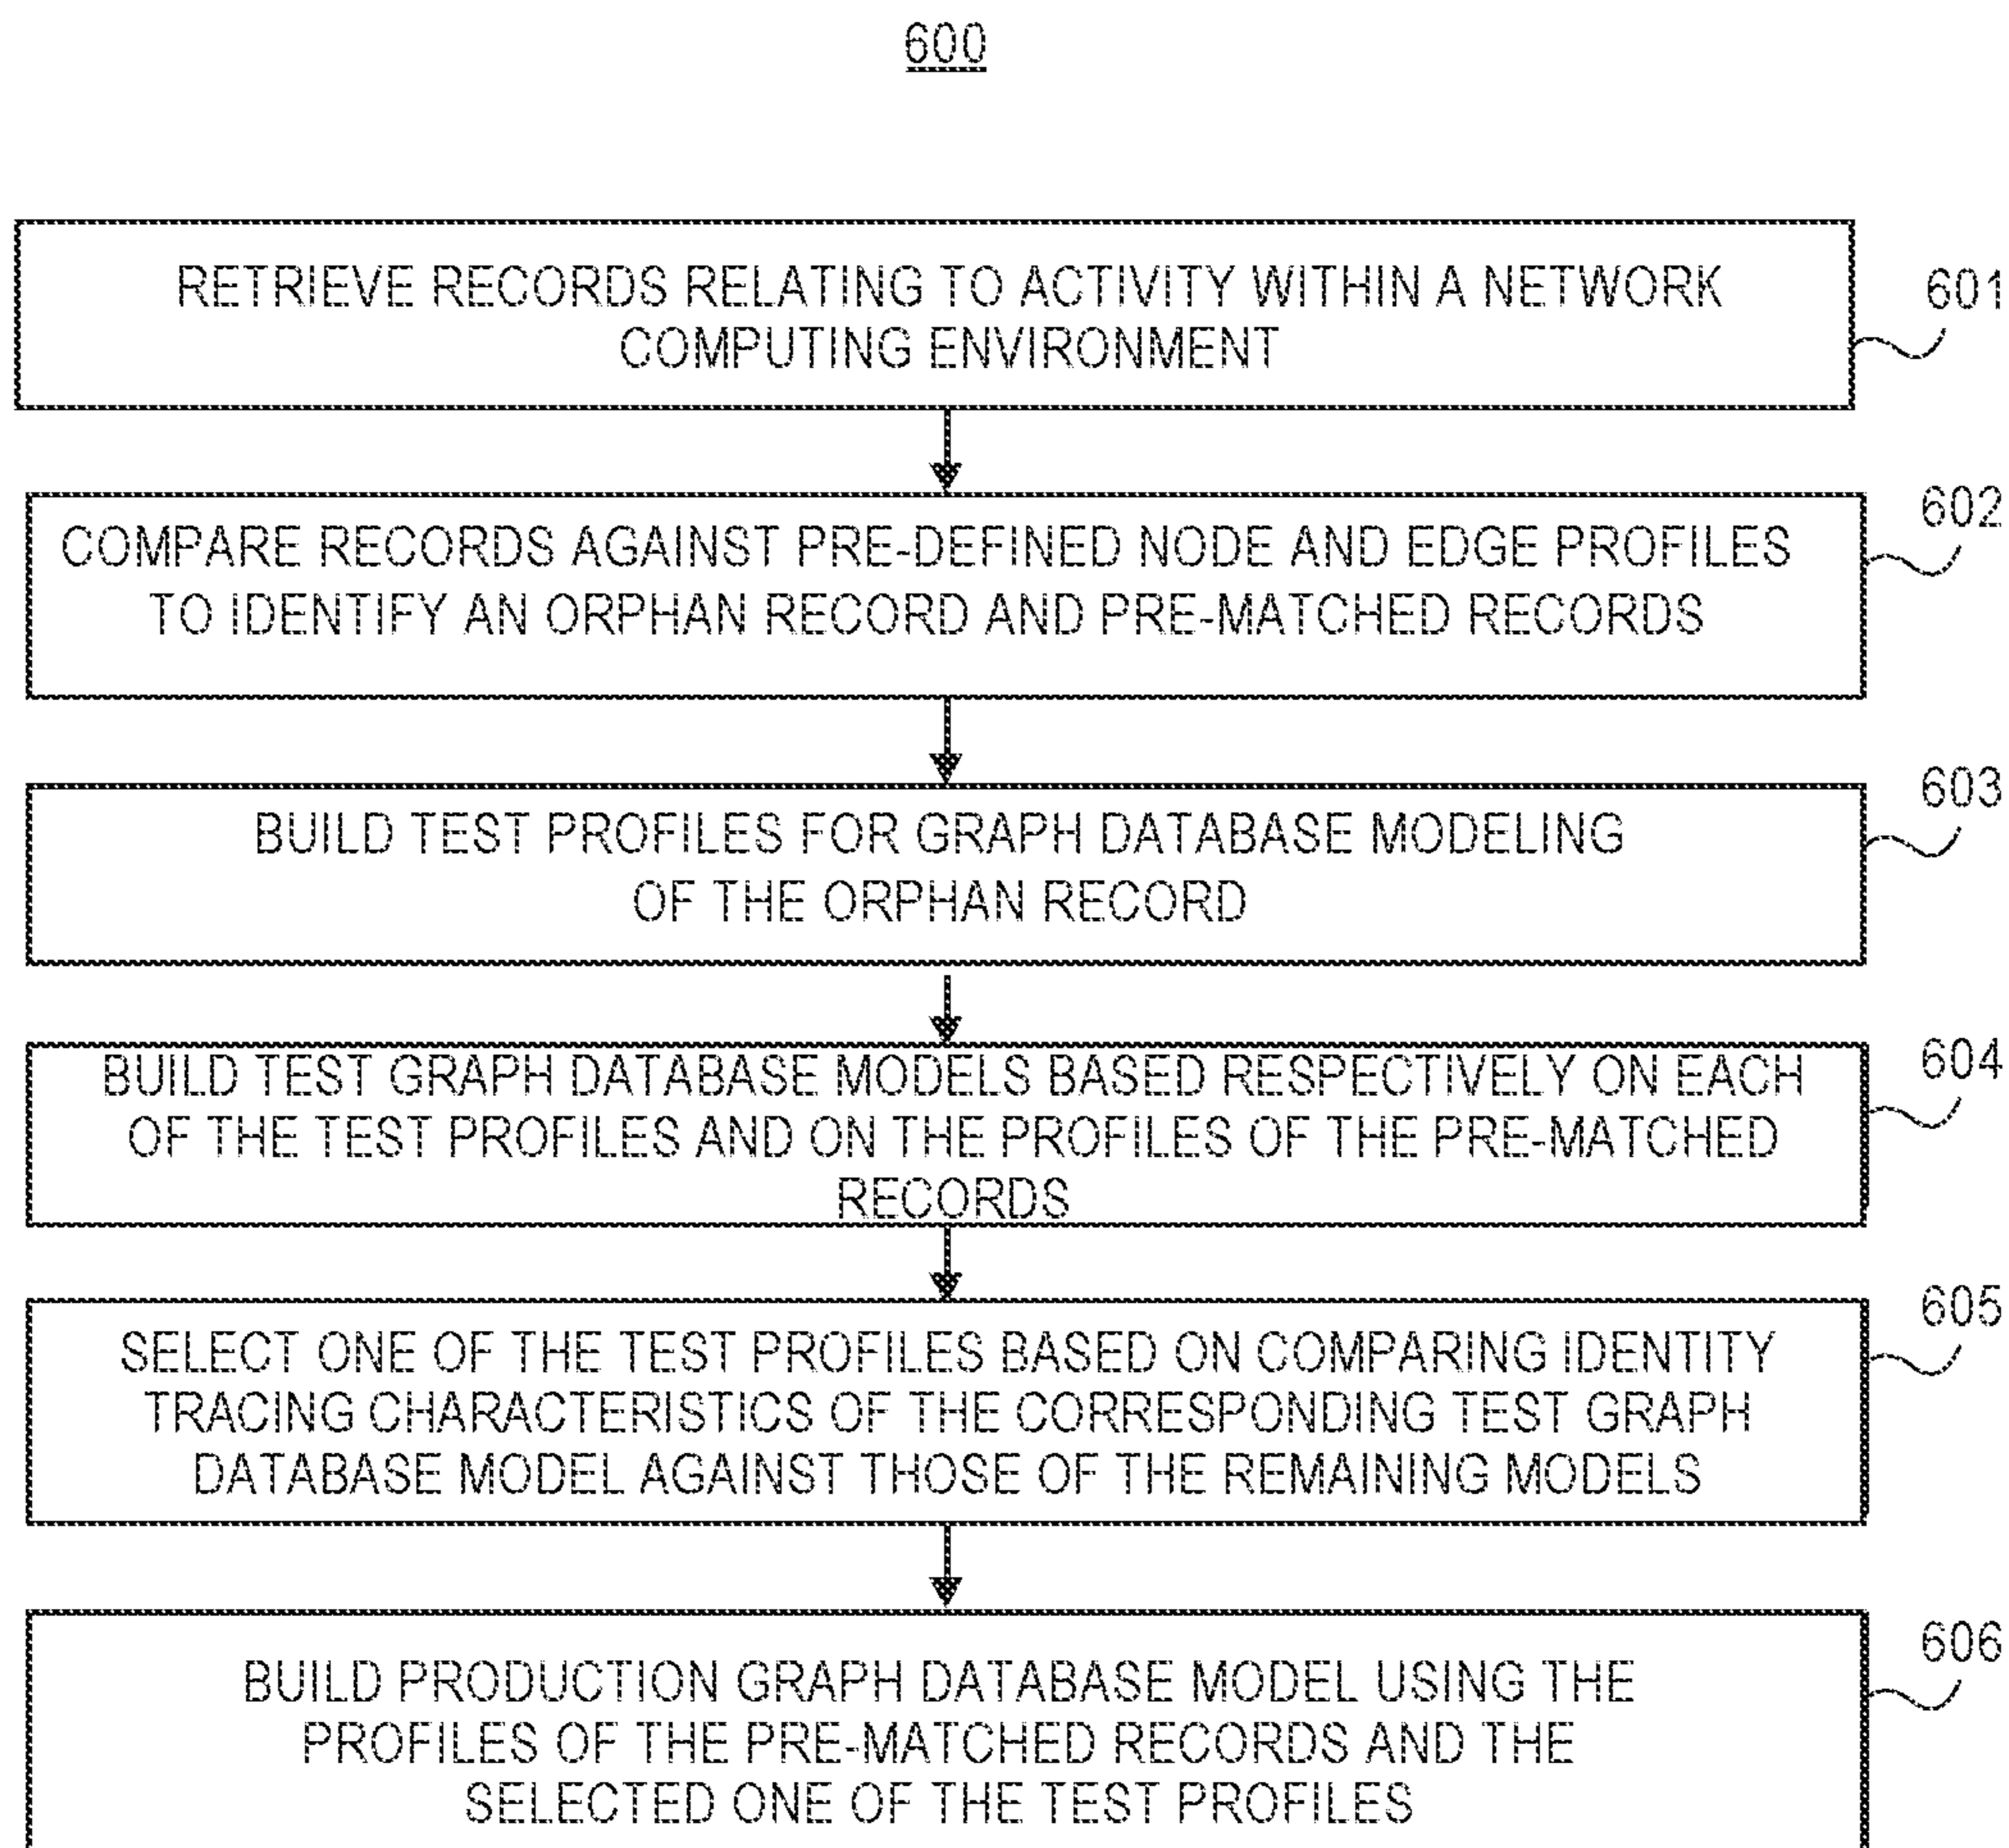 600
RETRIEVE RECORDS RELATING TO ACTIVITY WITHIN A NETWORK
COMPUTING ENVIRONMENT
601
COMPARE RECORDS AGAINST PRE-DEFINED NODE AND EDGE PROFILES
TO IDENTIFY AN ORPHAN RECORD AND PRE-MATCHED RECORDS
602
BUILD TEST PROFILES FOR GRAPH DATABASE MODELING
OF THE ORPHAN RECORD
603
BUILD TEST GRAPH DATABASE MODELS BASED RESPECTIVELY ON EACH
OF THE TEST PROFILES AND ON THE PROFILES OF THE PRE-MATCHED
RECORDS
604
SELECT ONE OF THE TEST PROFILES BASED ON COMPARING IDENTITY
TRACING CHARACTERISTICS OF THE CORRESPONDING TEST GRAPH
DATABASE MODEL AGAINST THOSE OF THE REMAINING MODELS
605
BUILD PRODUCTION GRAPH DATABASE MODEL USING THE
PROFILES OF THE PRE-MATCHED RECORDS AND THE
SELECTED ONE OF THE TEST PROFILES
606